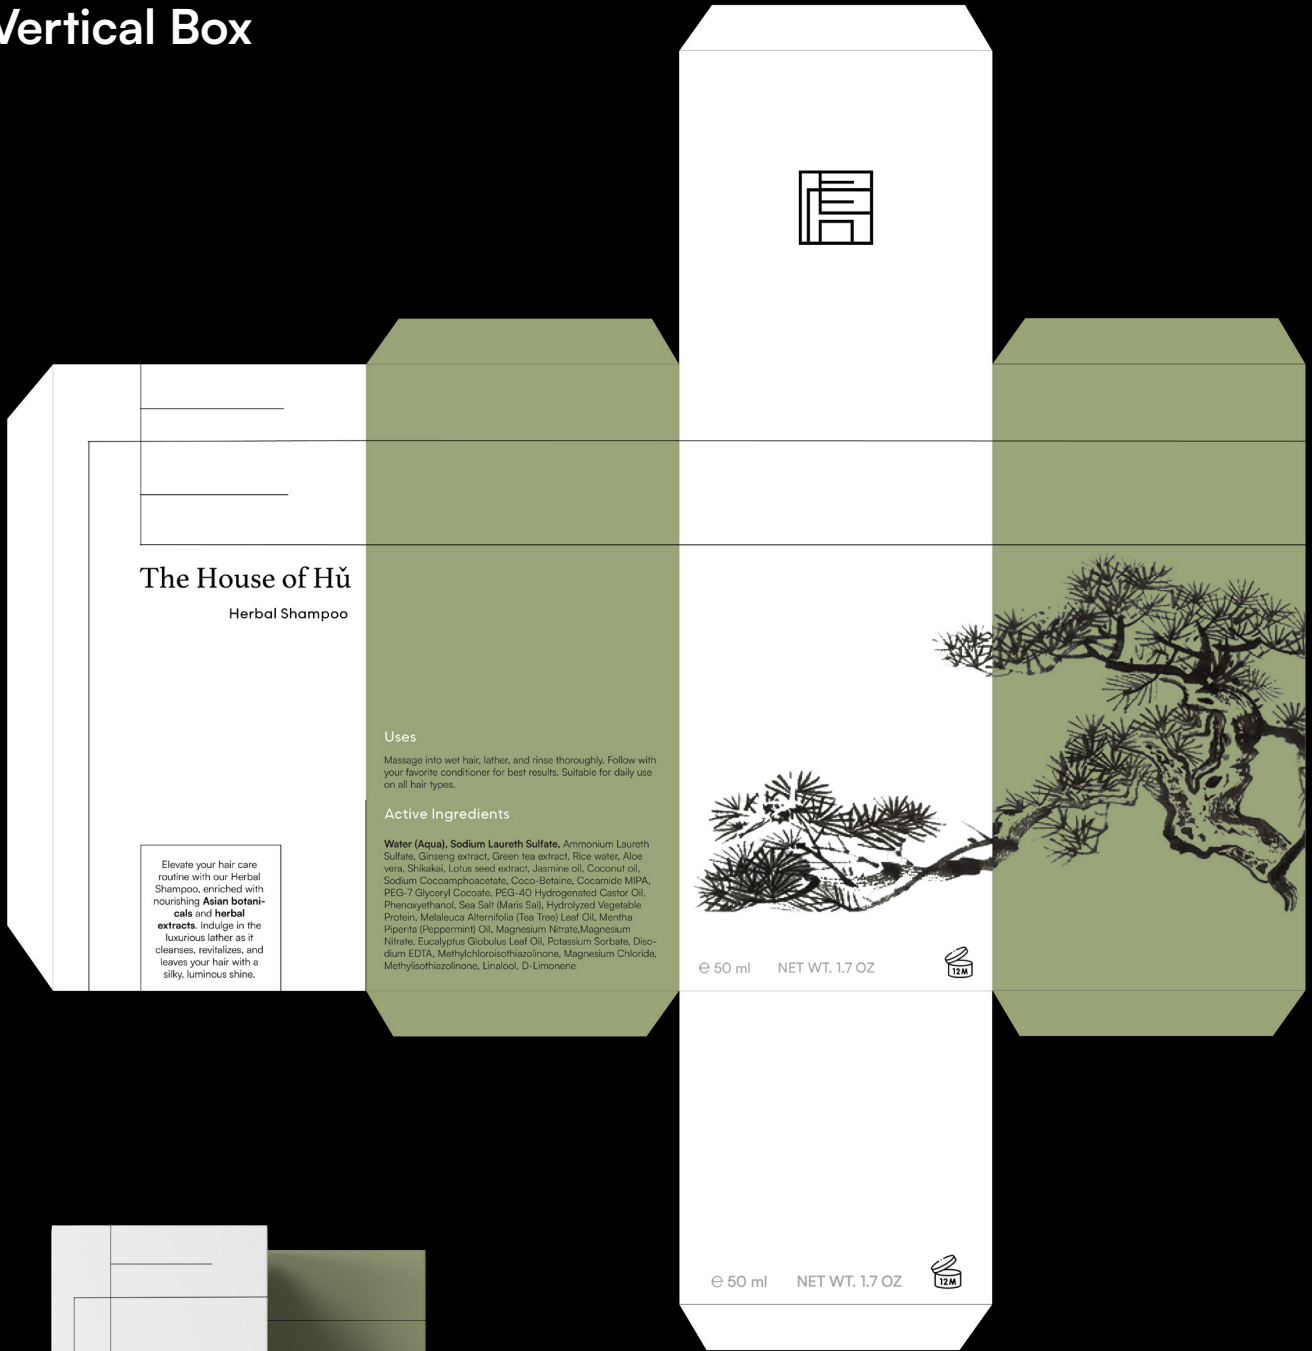 Vertical Box
The House of Hǔ
Herbal Shampoo
Elevate your hair care
routine with our Herbal
Shampoo, enriched with
nourishing Asian botani-
cals and herbal
extracts. Indulge in the
luxurious lather as it
cleanses, revitalizes, and
leaves your hair with a
silky, luminous shine.
Uses
Massage into wet hair, lather, and rinse thoroughly. Follow with
your favorite conditioner for best results. Suitable for daily use
on all hair types.
Active Ingredients
Water (Aqua), Sodium Laureth Sulfate, Ammonium Laureth
Sulfate, Ginseng extract, Green tea extract, Rice water, Aloe
vera, Shikakai, Lotus seed extract, Jasmine oil, Coconut oil,
Sodium Cocoamphoacetate, Coco-Betaine, Cocamide MIPA,
PEG-7 Glyceryl Cocoate, PEG-40 Hydrogenated Castor Oil,
Phenoxyethanol, Sea Salt (Maris Sal), Hydrolyzed Vegetable
Protein, Melaleuca Alternifolia (Tea Tree) Leaf Oil, Mentha
Piperita (Peppermint) Oil, Magnesium Nitrate,Magnesium
Nitrate, Eucalyptus Globulus Leaf Oil, Potassium Sorbate, Diso-
dium EDTA, Methylchloroisothiazolinone, Magnesium Chloride,
Methylisothiazolinone, Linalool, D-Limonene
℮ 50 ml NET WT. 1.7 OZ 12M
℮ 50 ml NET WT. 1.7 OZ 12M